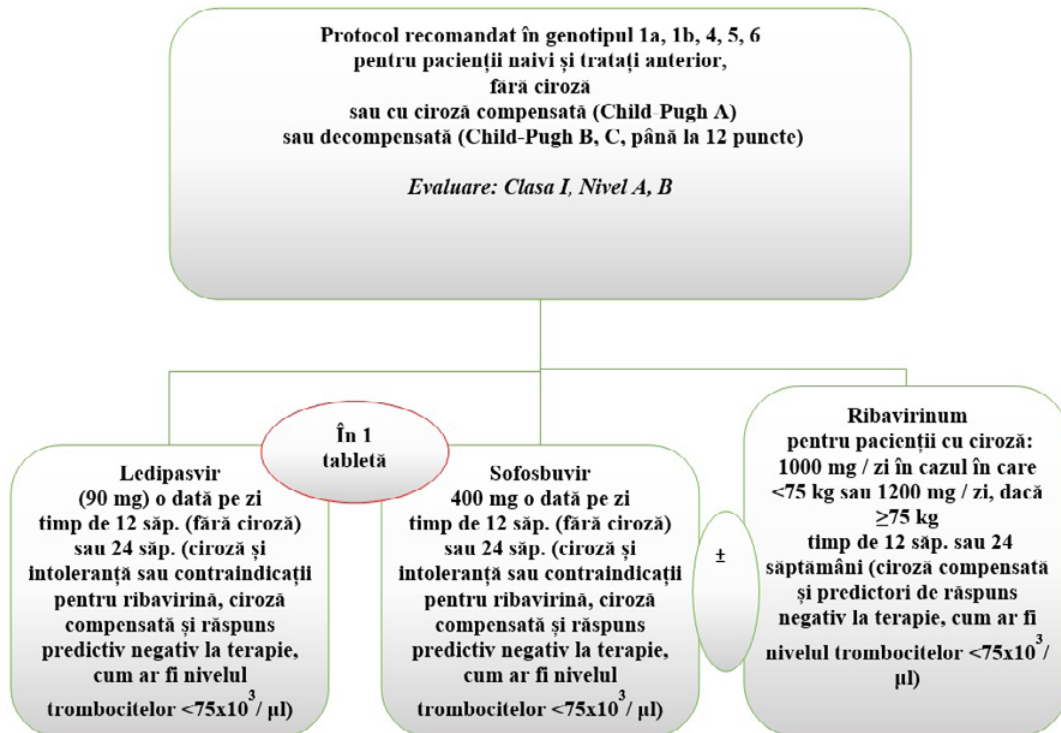 Protocol recomandat în genotipul 1a, 1b, 4, 5, 6
pentru pacienții naivi și tratați anterior,
fără ciroză
sau cu ciroză compensată (Child-Pugh A)
sau decompensată (Child-Pugh B, C, până la 12 puncte)
Evaluare: Clasa I, Nivel A, B
În 1
tabletă
Ledipasvir
(90 mg) o dată pe zi
timp de 12 săp. (fără ciroză)
sau 24 săp. (ciroză și
intoleranță sau contraindicații
pentru ribavirină, ciroză
compensată și răspuns
predictiv negativ la terapie,
cum ar fi nivelul
trombocitelor <75x10³/ µl)
Sofosbuvir
400 mg o dată pe zi
timp de 12 săp. (fără ciroză)
sau 24 săp. (ciroză și
intoleranță sau contraindicații
pentru ribavirină, ciroză
compensată și răspuns
predictiv negativ la terapie,
cum ar fi nivelul
trombocitelor <75x10³/ µl)
±
Ribavirinum
pentru pacienții cu ciroză:
1000 mg / zi în cazul în care
<75 kg sau 1200 mg / zi, dacă
≥75 kg
timp de 12 săp. sau 24
săptămâni (ciroză compensată
și predictori de răspuns
negativ la terapie, cum ar fi
nivelul trombocitelor <75x10³/
µl)